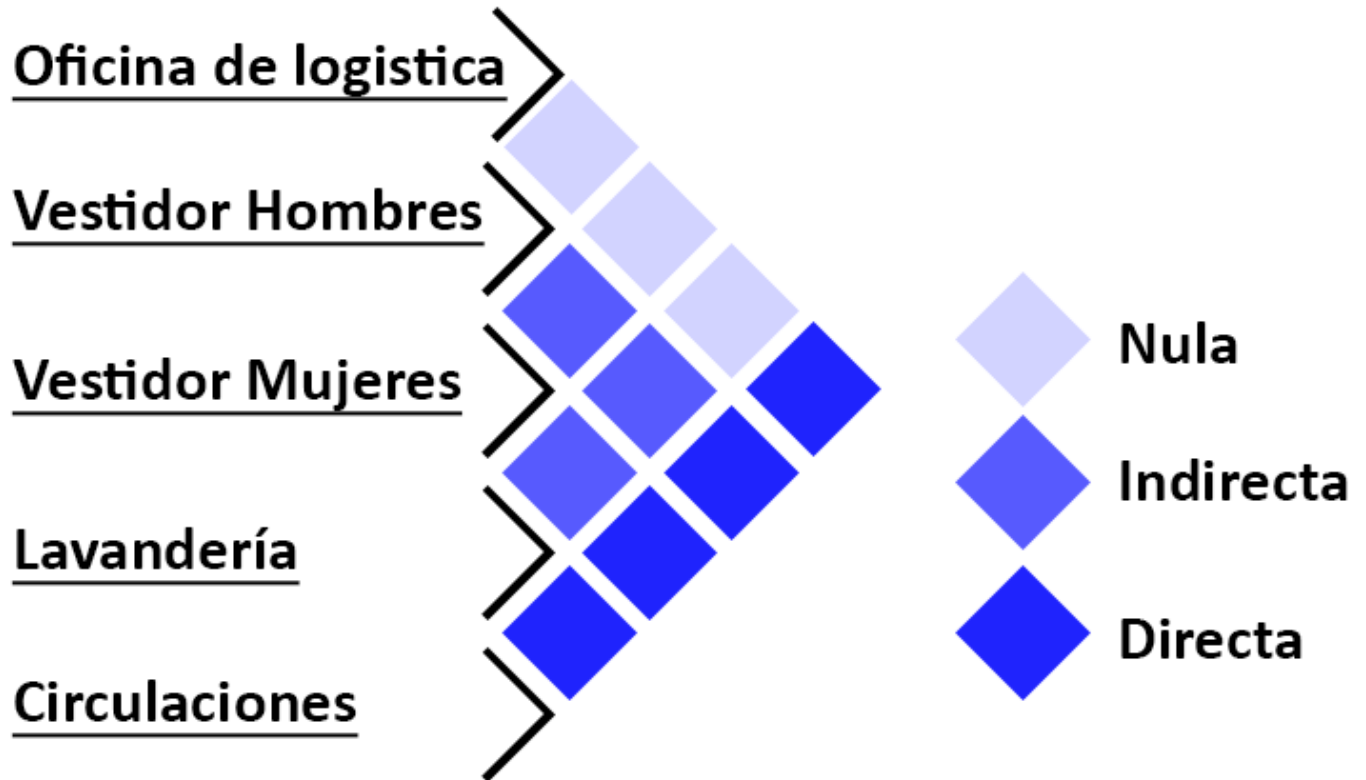 Oficina de logistica
Vestidor Hombres
Vestidor Mujeres
Lavandería
Circulaciones
Nula
Indirecta
Directa